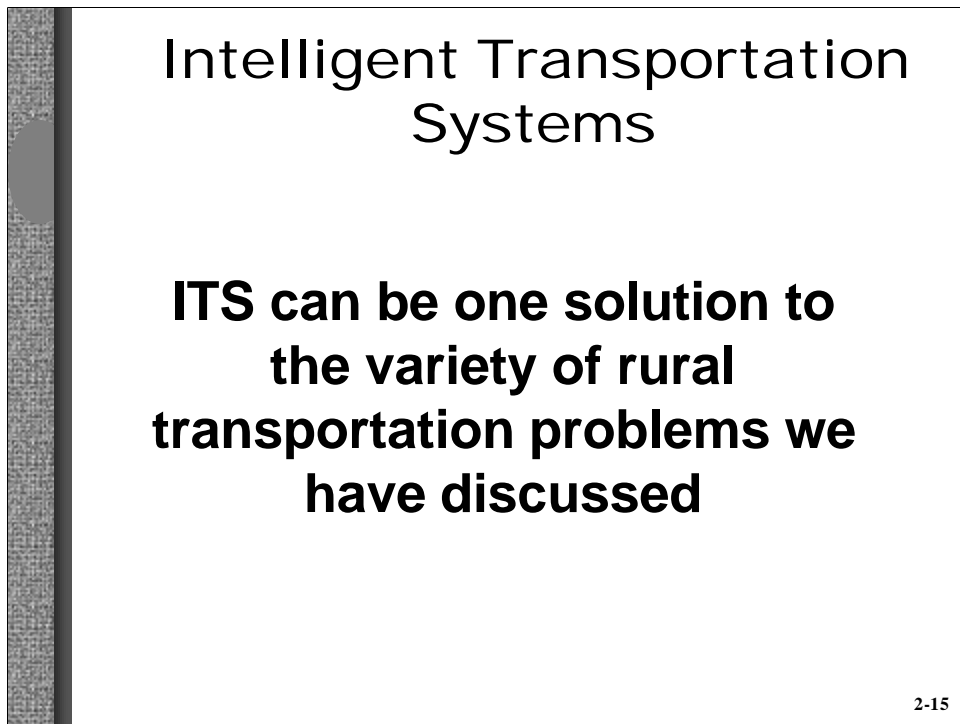 Intelligent Transportation
Systems
ITS can be one solution to
the variety of rural
transportation problems we
have discussed
2-15